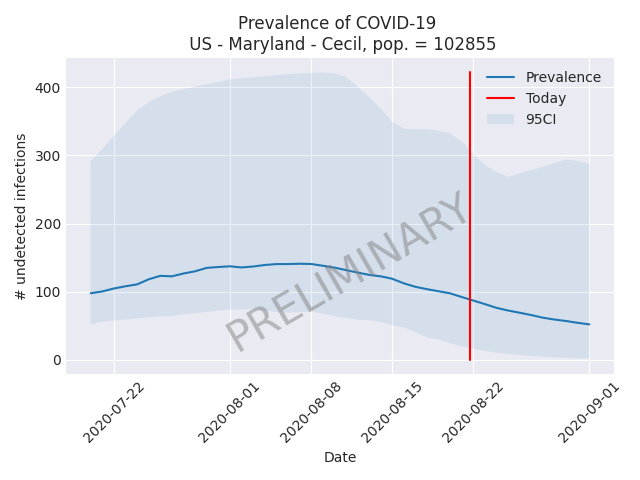 Prevalence of COVID-19
US - Maryland - Cecil, pop. = 102855
# undetected infections
400
300
200
100
0
Prevalence
Today
95CI
PRELIMINARY
2020-07-22
2020-08-01
2020-08-08
2020-08-15
2020-08-22
2020-09-01
Date